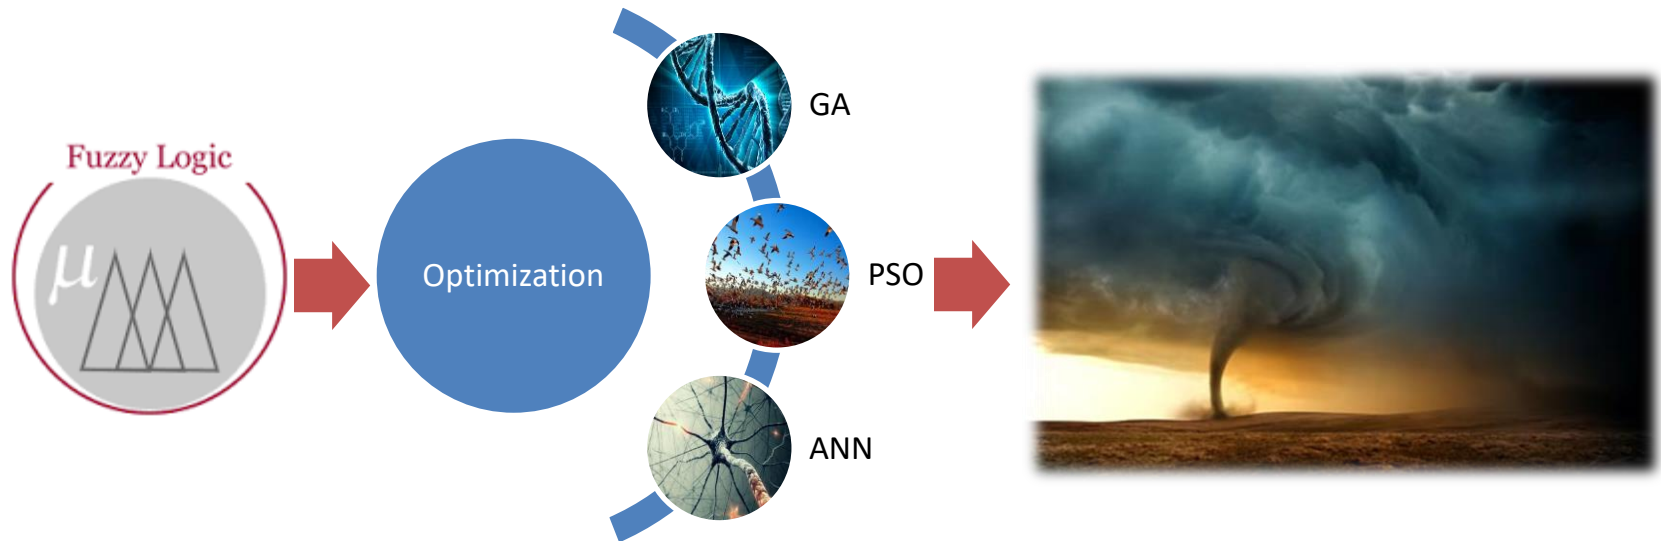 Fuzzy Logic
μ
Optimization
GA
PSO
ANN